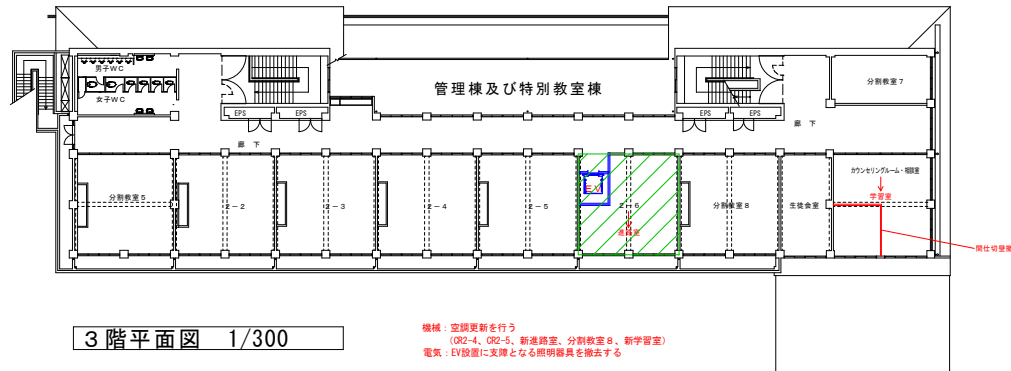 男子WC
女子WC
管理棟及び特別教室棟
分割教室7
EPS
EPS
EPS
EPS
廊 下
廊 下
分割教室5
2-2
2-3
2-4
2-5
EV
2-6
進路室
分割教室8
生徒会室
カウンセリングルーム・相談室
学習室
間仕切壁撤
3階平面図 1/300
機械：空調更新を行う
(CR2-4、CR2-5、新進路室、分割教室8、新学習室)
電気：EV設置に支障となる照明器具を撤去する